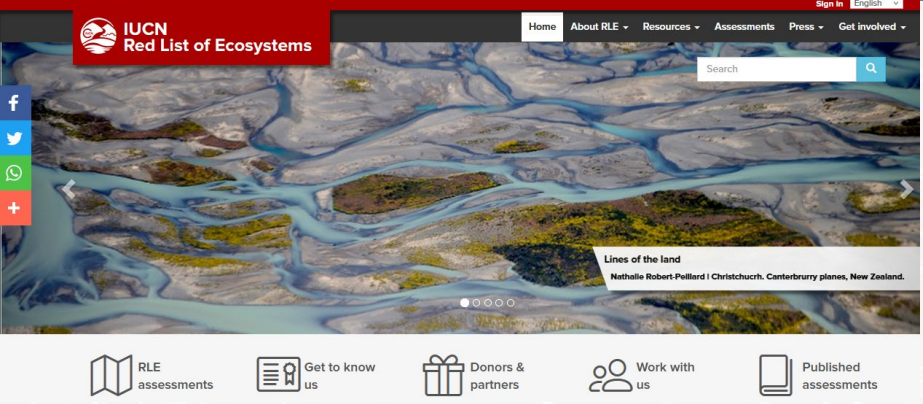 Sign In English
IUCN
Red List of Ecosystems
Home About RLE Resources Assessments Press Get involved
Search
Lines of the land
Nathalie Robert-Peillard I Christchucrh. Canterbrurry planes, New Zealand.
RLE
assessments
Get to know
us
Donors &
partners
Work with
us
Published
assessments